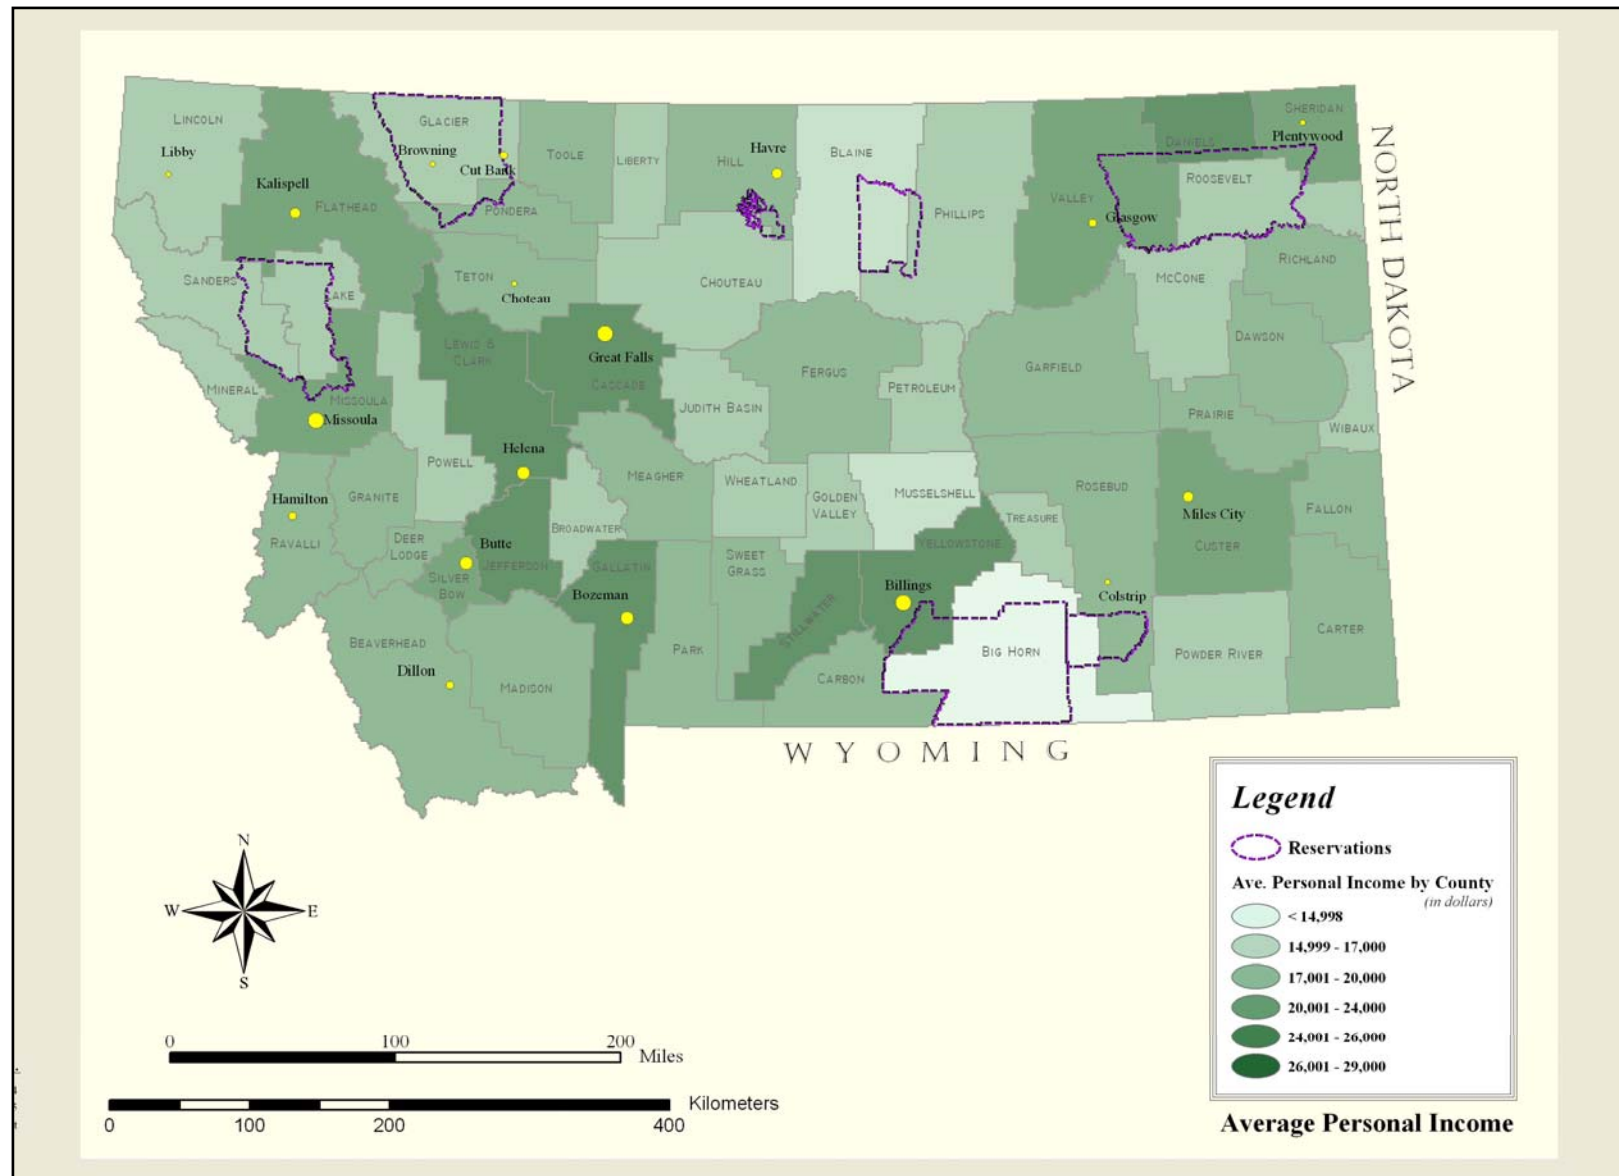 LINCOLN
Libby
Kalispell
FLATHEAD
GLACIER
Browning
Cut Bank
TOOLE
LIBERTY
HILL
Havre
BLAINE
PHILLIPS
VALLEY
Glasgow
DANIELS
SHERIDAN
Plentywood
ROOSEVELT
PONDERA
TETON
Choteau
CHOUTEAU
SANDERS
LAKE
MINERAL
MISSOULA
Missoula
LEWIS &
CLARK
Great Falls
CASCADE
JUDITH BASIN
FERGUS
PETROLEUM
GARFIELD
MCCONE
RICHLAND
DAWSON
PRAIRIE
WIBAUX
NORTH DAKOTA
POWELL
Helena
MEAGHER
WHEATLAND
GOLDEN
VALLEY
MUSSELSHELL
TREASURE
ROSEBUD
Miles City
CUSTER
FALLON
Hamilton
RAVALLI
GRANITE
DEER
LODGE
Butte
SILVER
BOW
JEFFERSON
BROADWATER
GALLATIN
Bozeman
SWEET
GRASS
PARK
STILLWATER
YELLOWSTONE
Billings
BIG HORN
Colstrip
POWDER RIVER
CARTER
BEAVERHEAD
Dillon
MADISON
CARBON
WYOMING
N
W
E
S
0 100 200
Miles
Kilometers
0 100 200 400
Legend
Reservations
Ave. Personal Income by County
(in dollars)
< 14,998
14,999 - 17,000
17,001 - 20,000
20,001 - 24,000
24,001 - 26,000
26,001 - 29,000
Average Personal Income